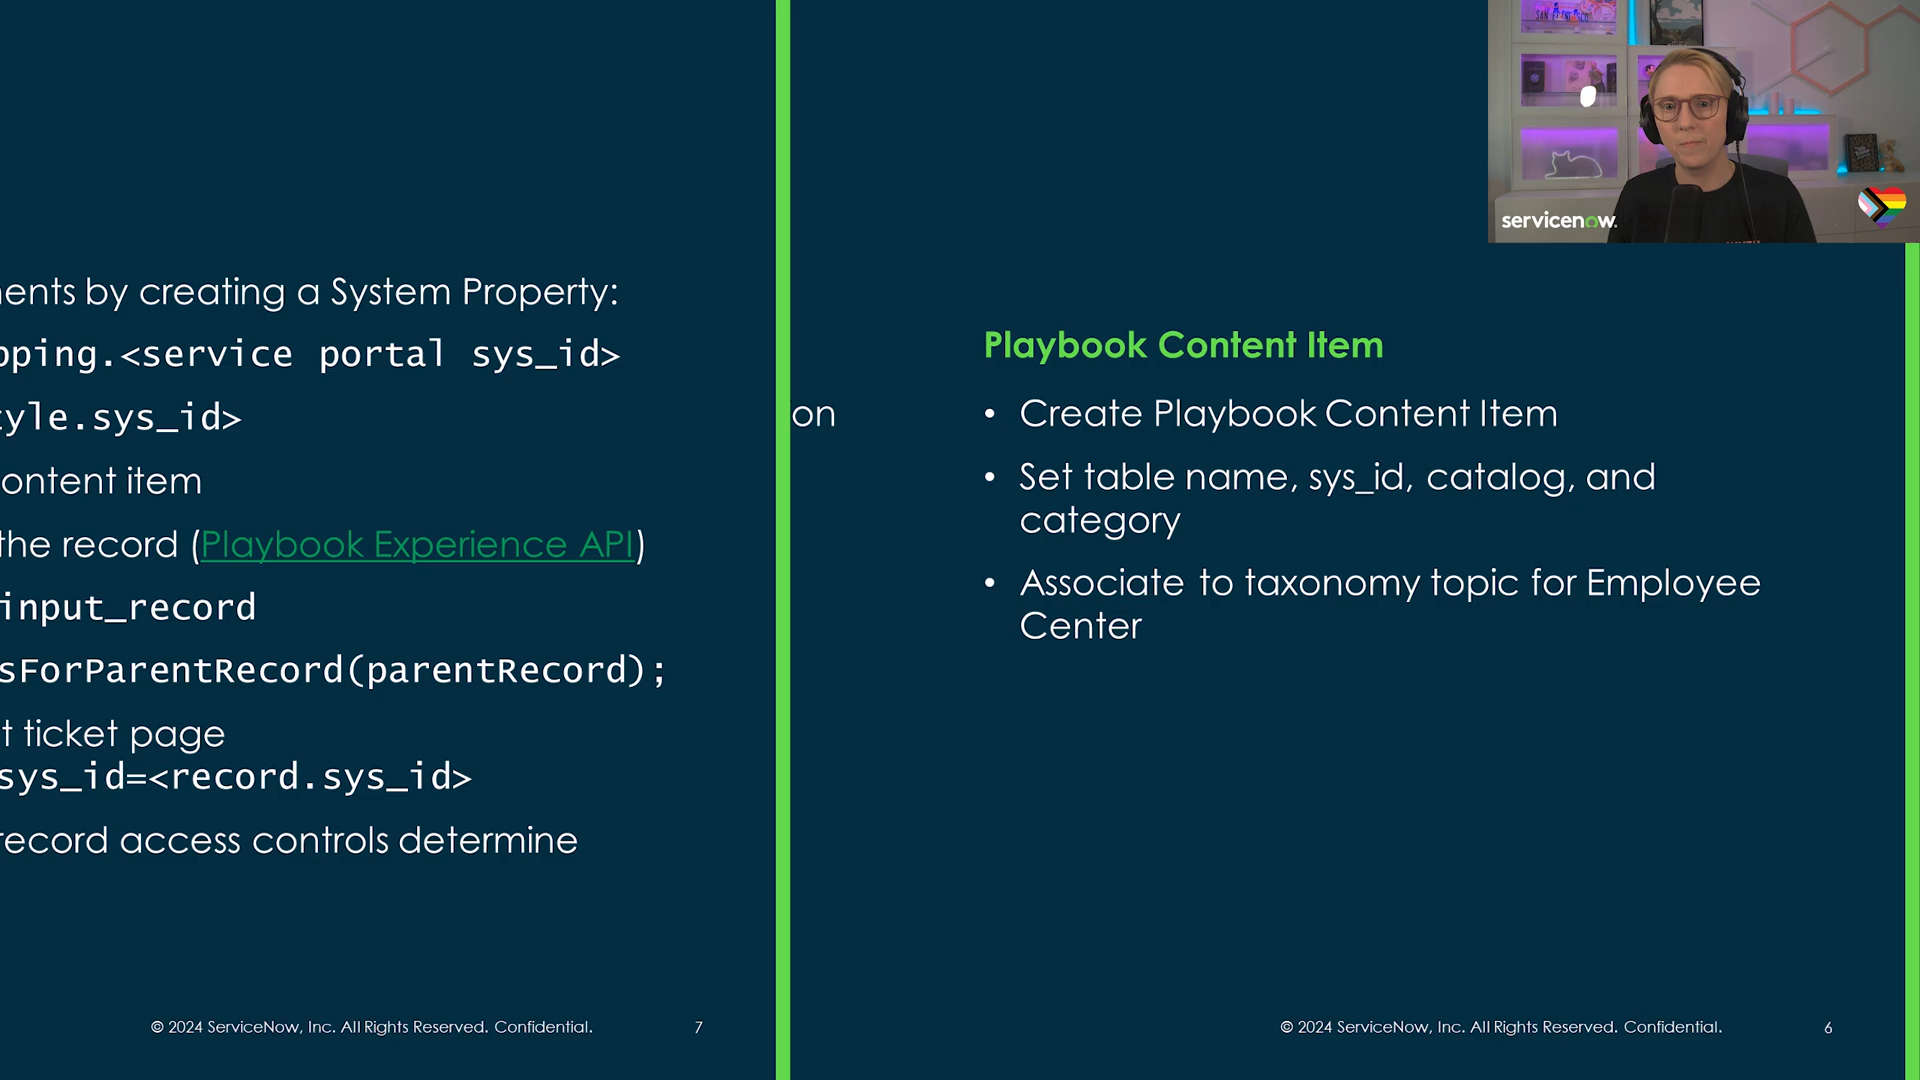 ents by creating a System Property:
pping.<service portal sys_id>
tyle.sys_id>
ontent item
the record (Playbook Experience API)
input_record
sForParentRecord(parentRecord);
t ticket page
sys_id=<record.sys_id>
record access controls determine
© 2024 ServiceNow, Inc. All Rights Reserved. Confidential. 7
on
Playbook Content Item
• Create Playbook Content Item
• Set table name, sys_id, catalog, and
category
• Associate to taxonomy topic for Employee
Center
© 2024 ServiceNow, Inc. All Rights Reserved. Confidential. 6
servicenow.